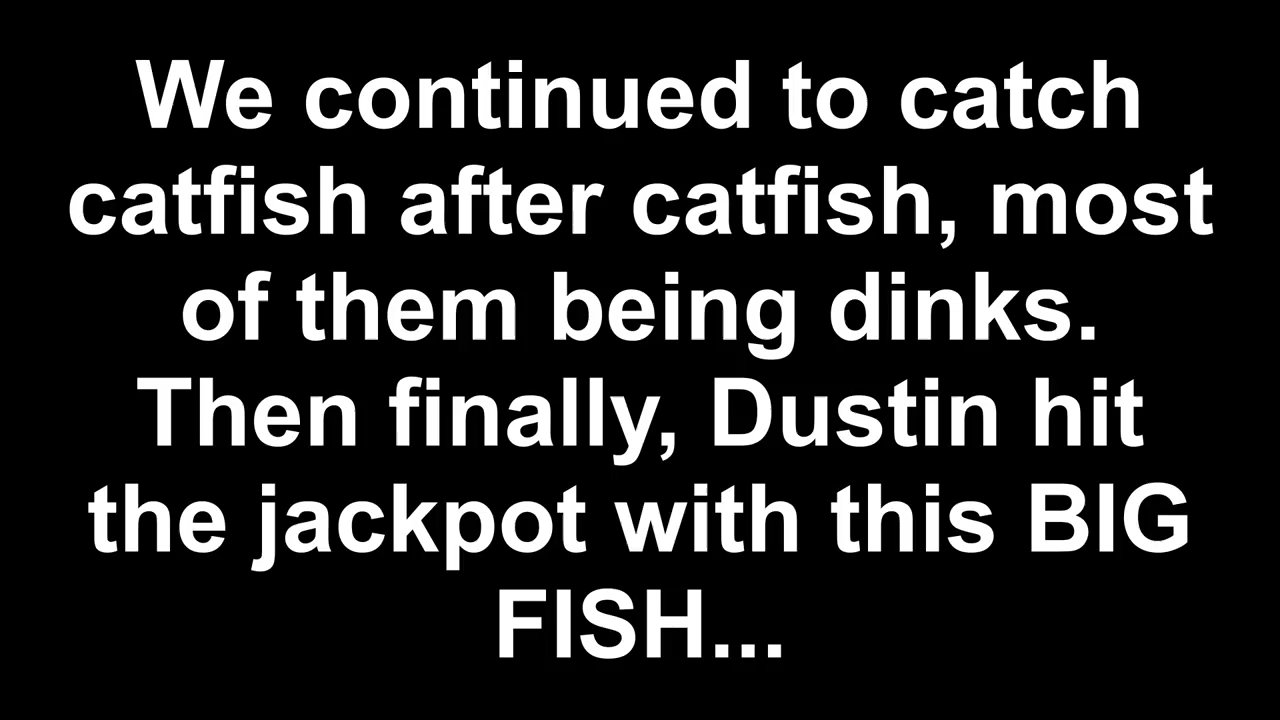 We continued to catch
catfish after catfish, most
of them being dinks.
Then finally, Dustin hit
the jackpot with this BIG
FISH...